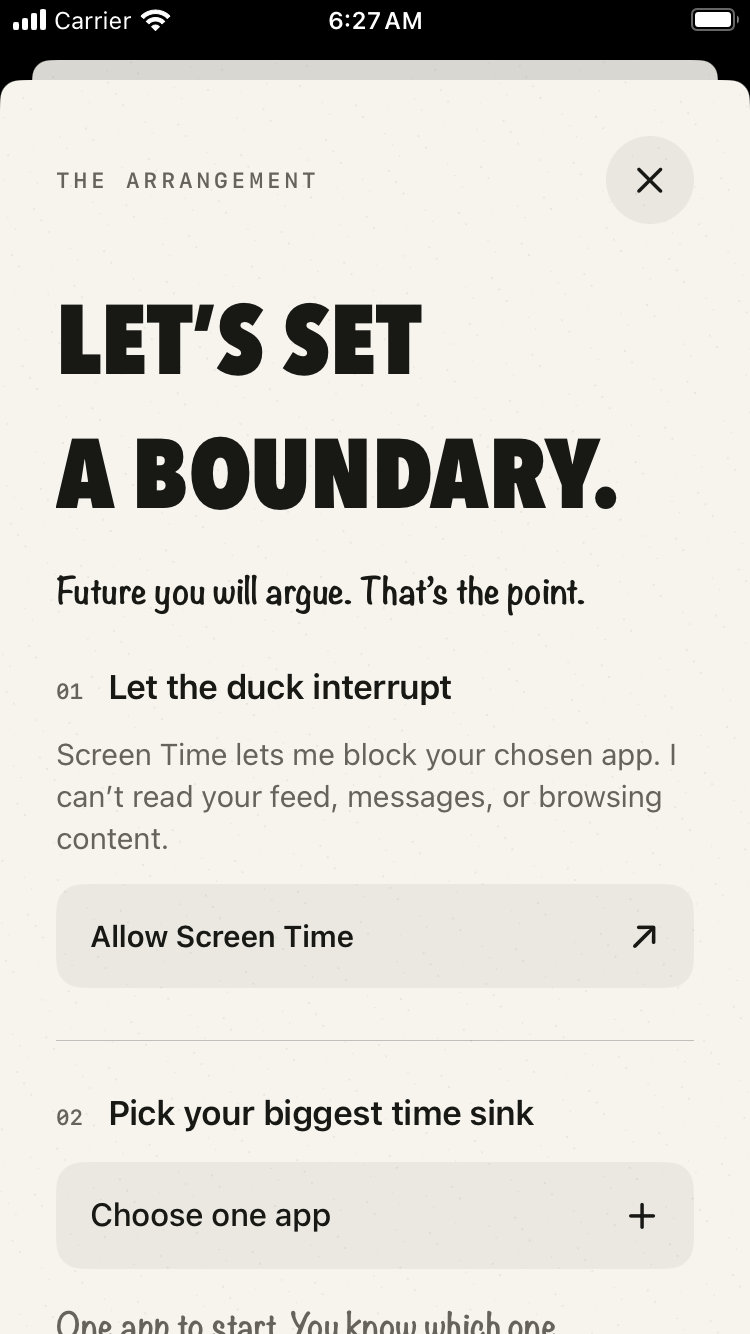 Carrier 6:27 AM
THE ARRANGEMENT
LET’S SET
A BOUNDARY.
Future you will argue. That’s the point.
01 Let the duck interrupt
Screen Time lets me block your chosen app. I
can’t read your feed, messages, or browsing
content.
Allow Screen Time
02 Pick your biggest time sink
Choose one app
One app to start. You know which one.